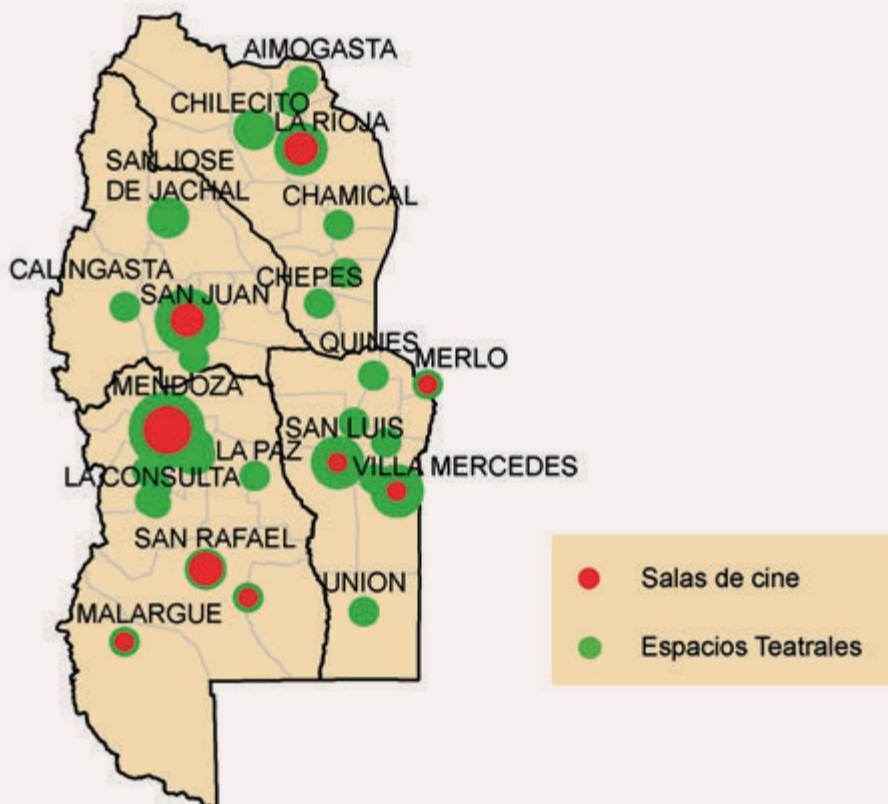 AIMOGASTA
CHILECITO
LA RIOJA
SAN JOSE
DE JACHAL
CHAMICAL
CALINGASTA
SAN JUAN
CHEPES
QUINES
MERLO
MENDOZA
SAN LUIS
LA PAZ
VILLA MERCEDES
LA CONSULTA
SAN RAFAEL
UNION
MALARGUE
Salas de cine
Espacios Teatrales